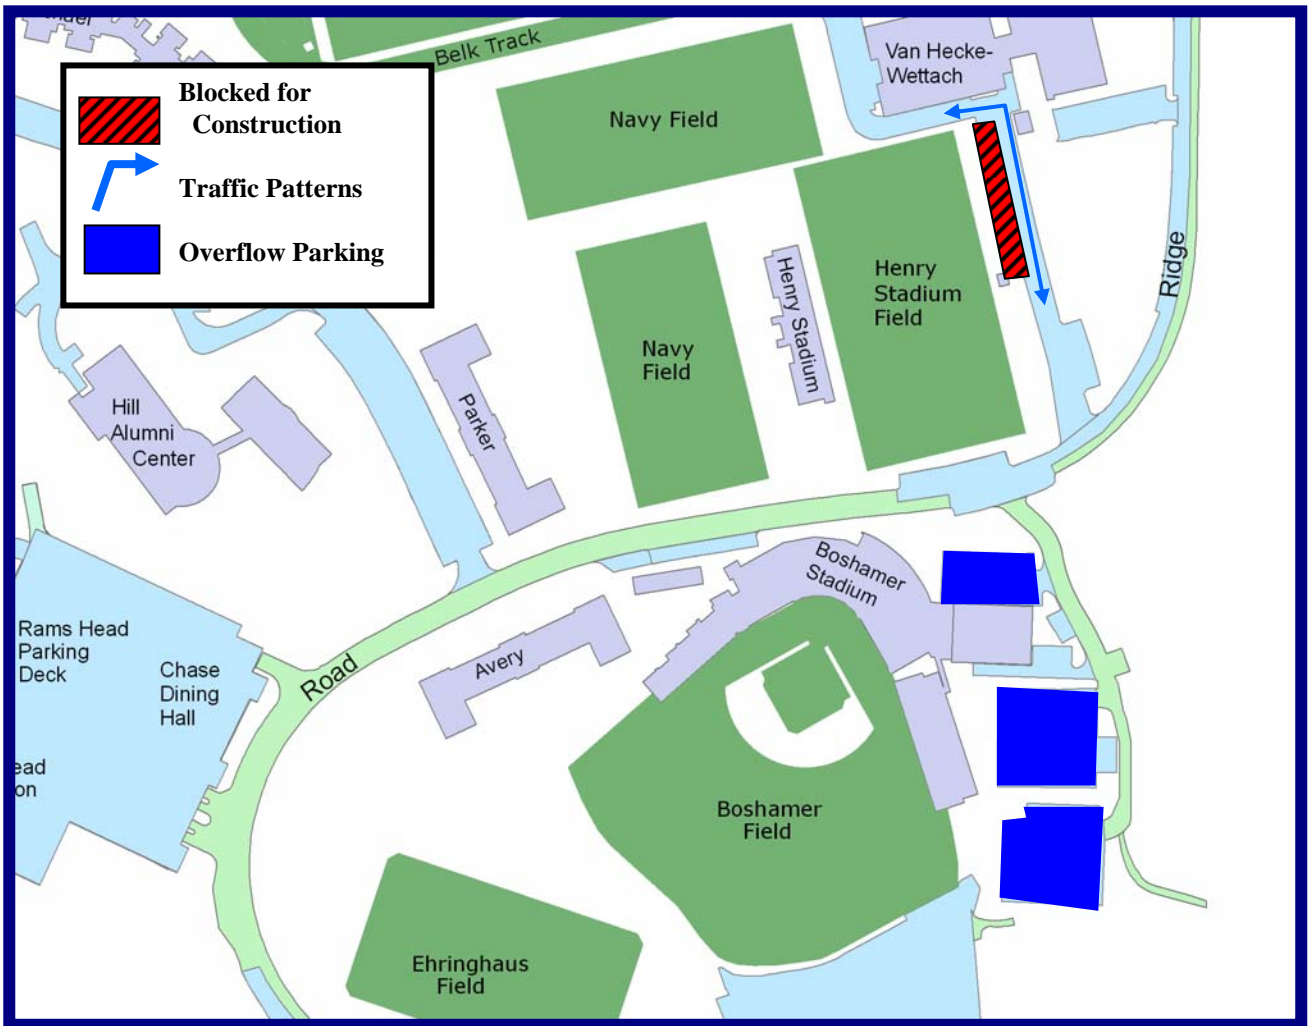 Belk Track
Van Hecke-
Wettach
Blocked for
Construction
Traffic Patterns
Overflow Parking
Navy Field
Henry
Stadium
Field
Henry Stadium
Navy
Field
Ridge
Parker
Hill
Alumni
Center
Boshamer
Stadium
Rams Head
Parking
Deck
Chase
Dining
Hall
Road
Avery
ead
on
Boshamer
Field
Ehringhaus
Field